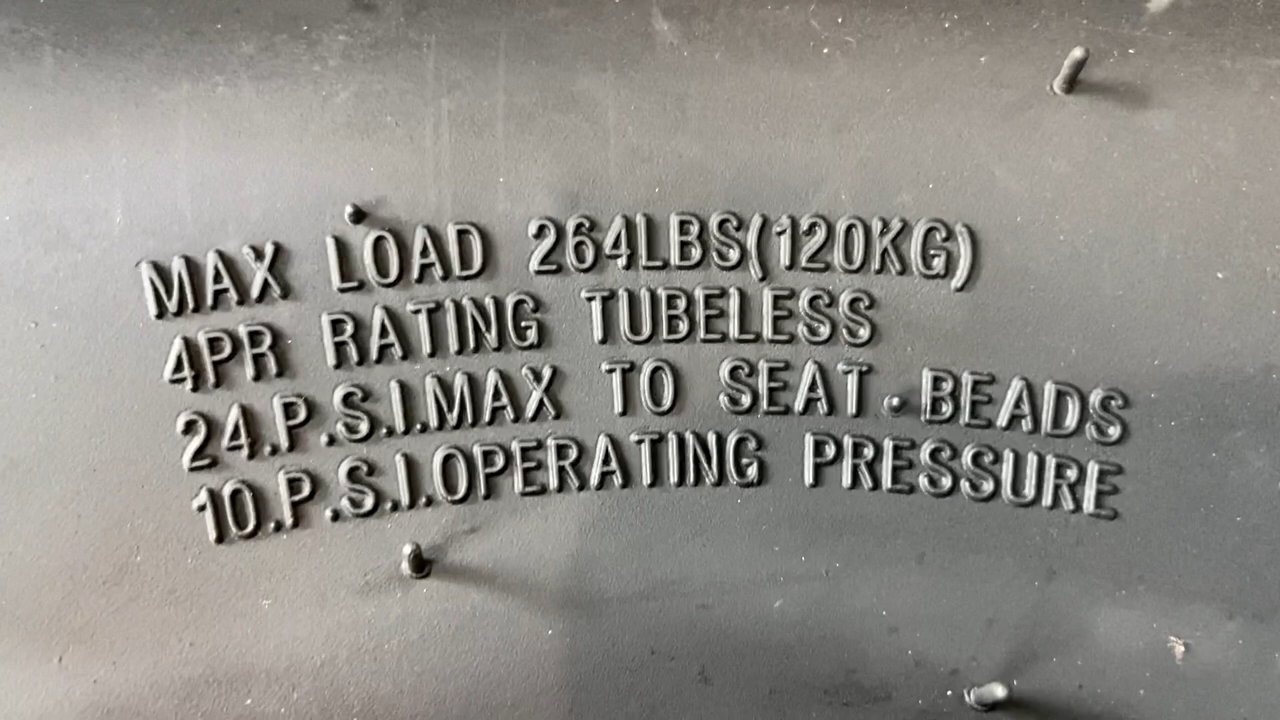 MAX LOAD 264LBS(120KG)
4PR RATING TUBELESS
24.P.S.I.MAX TO SEAT·BEADS
10.P.S.I.OPERATING PRESSURE